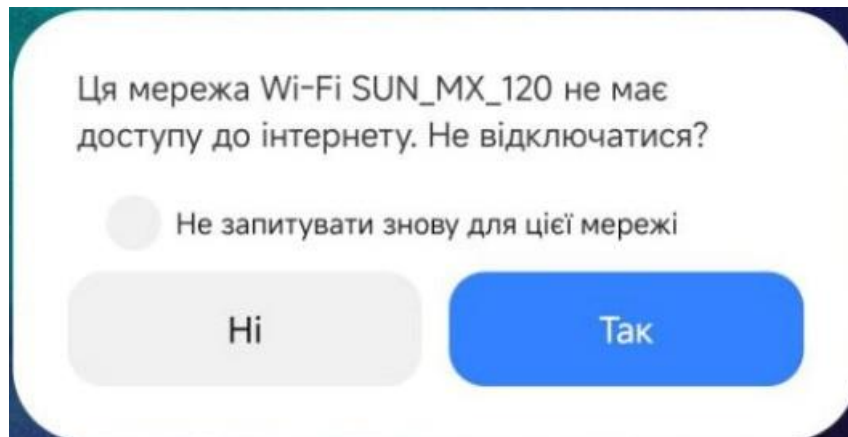 Ця мережа Wi-Fi SUN_MX_120 не має
доступу до інтернету. Не відключатися?
Не запитувати знову для цієї мережі
Ні
Так